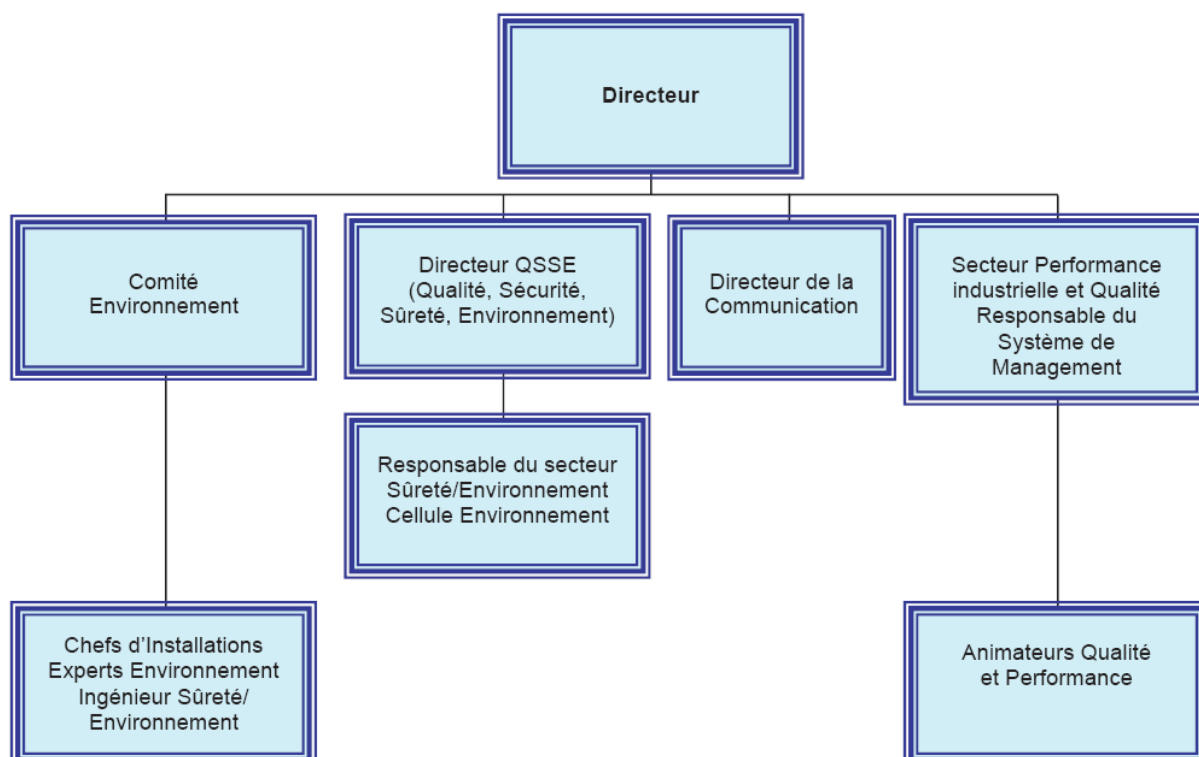 Directeur
Comité
Environnement
Directeur QSSE
(Qualité, Sécurité,
Sûreté, Environnement)
Directeur de la
Communication
Secteur Performance
industrielle et Qualité
Responsable du
Système de
Management
Responsable du secteur
Sûreté/Environnement
Cellule Environnement
Chefs d'Installations
Experts Environnement
Ingénieur Sûreté/
Environnement
Animateurs Qualité
et Performance